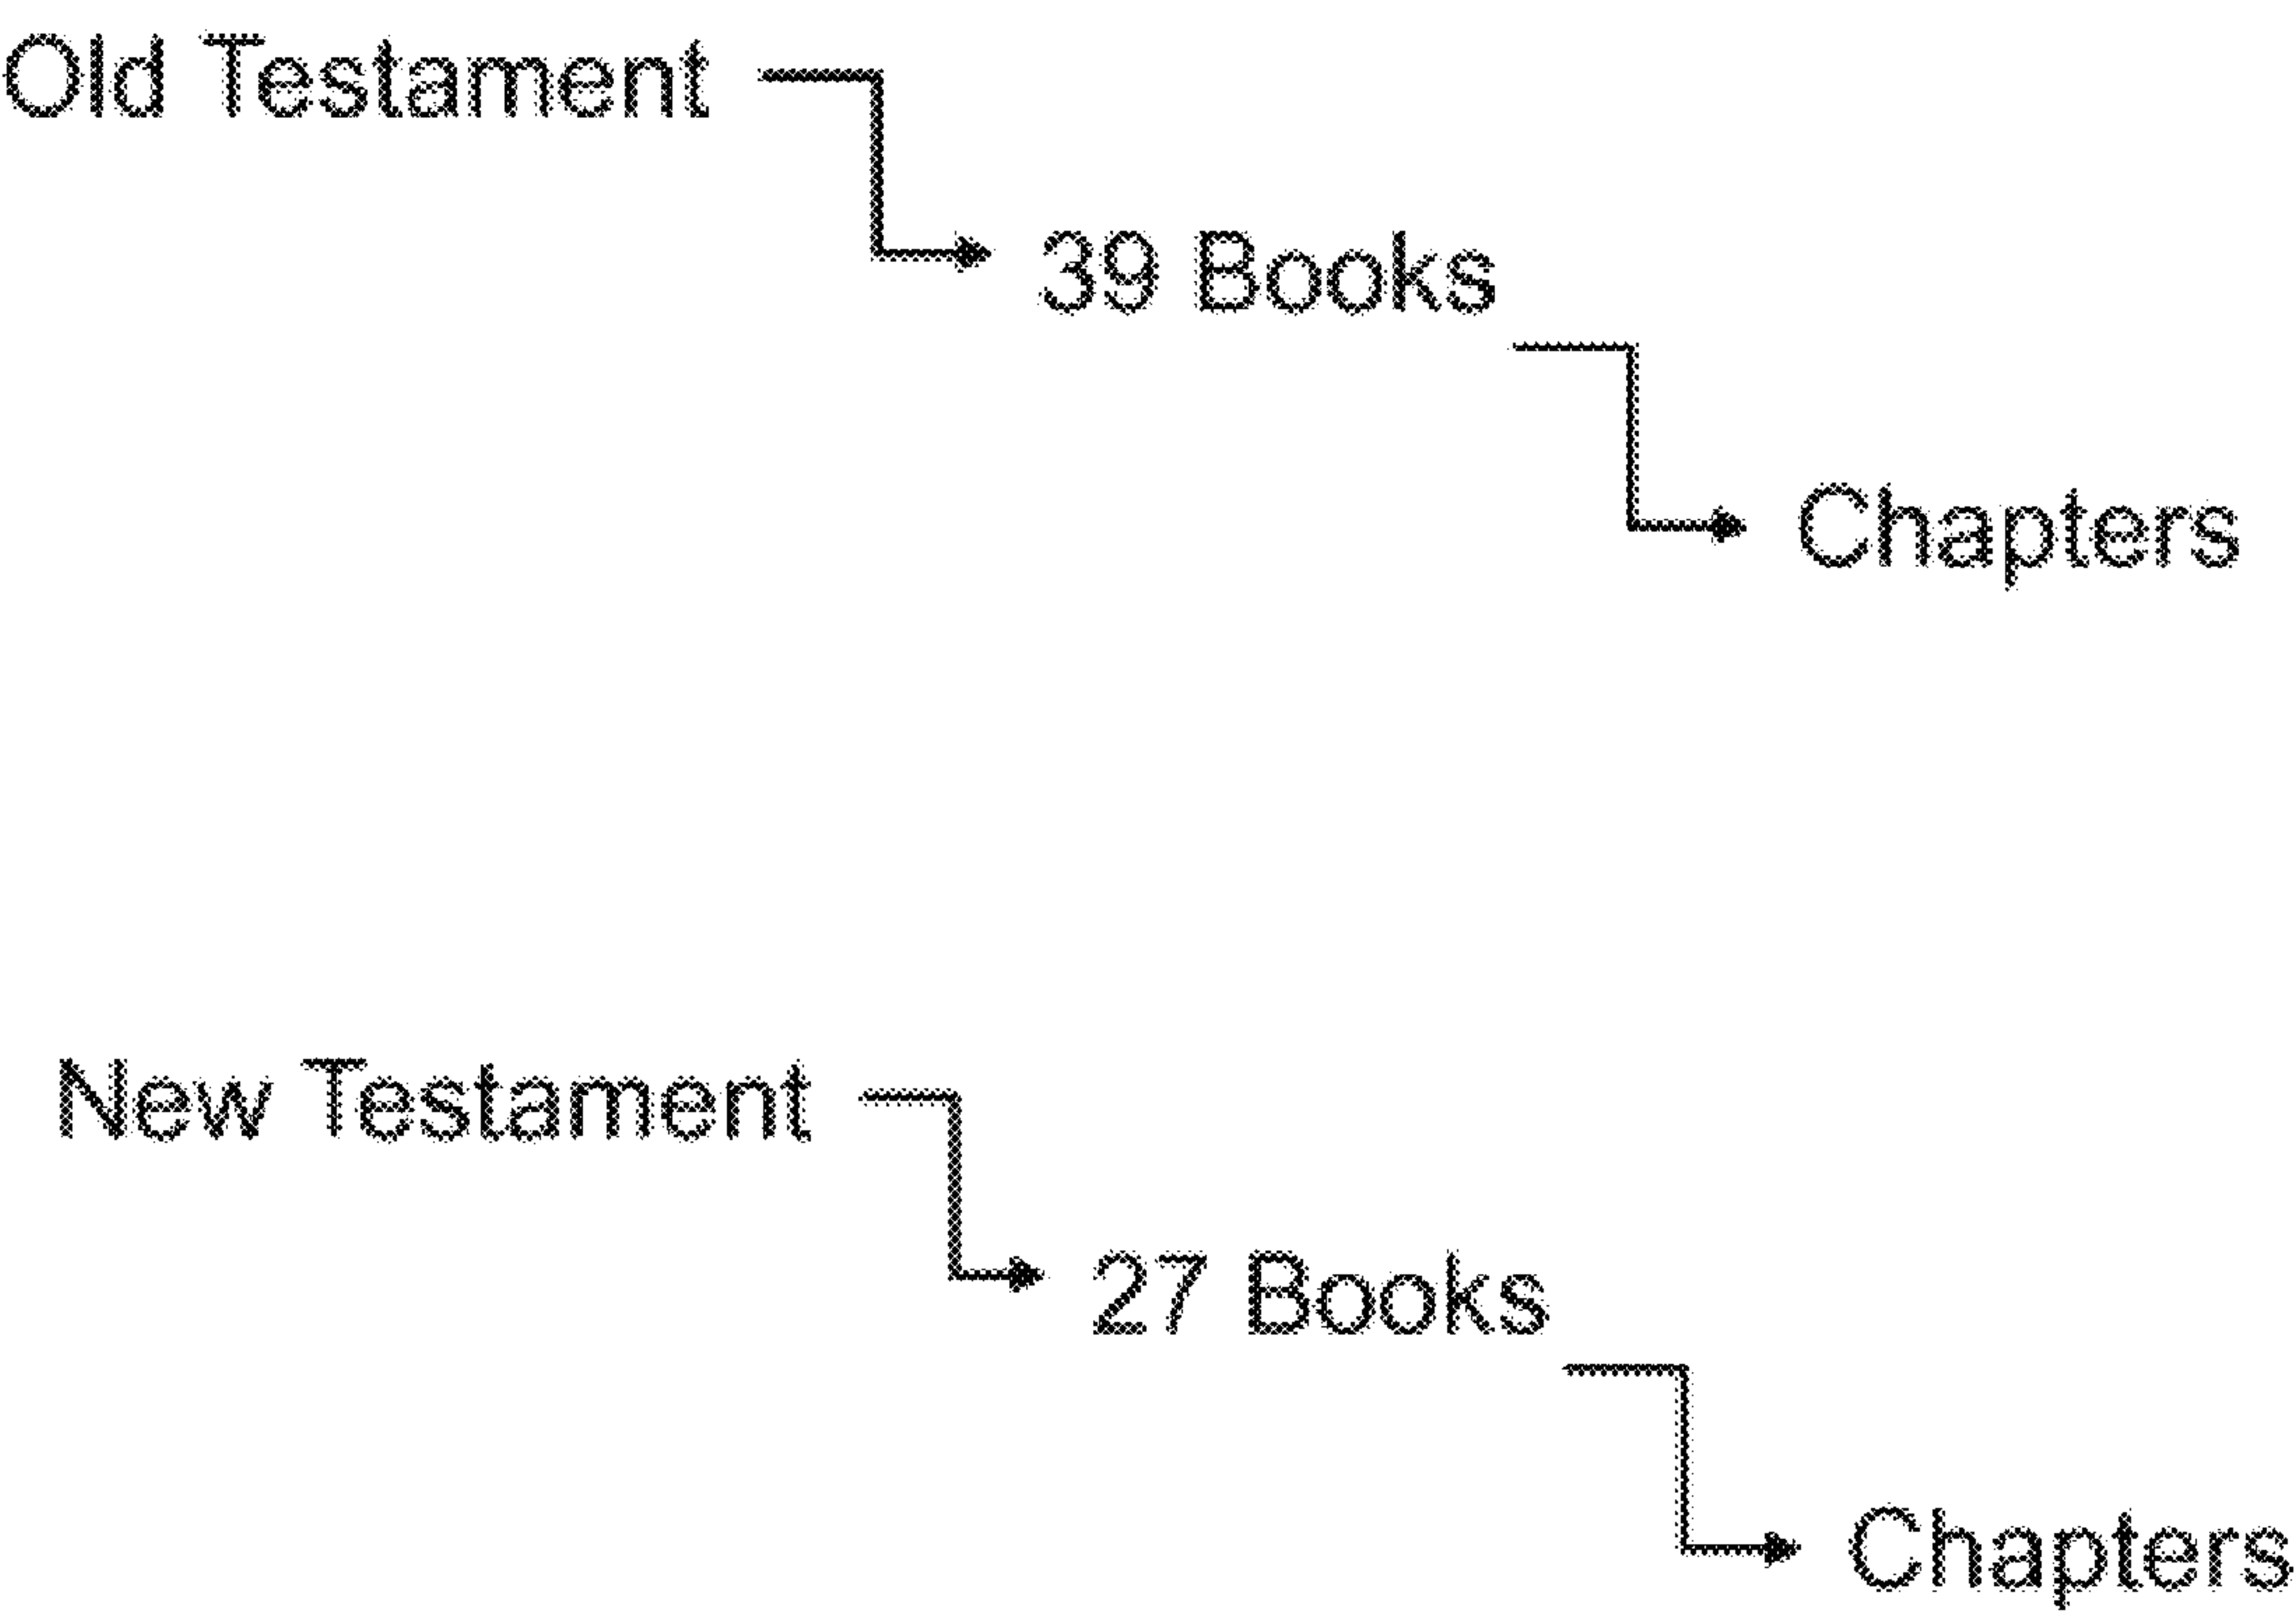 Old Testament
39 Books
Chapters
New Testament
27 Books
Chapters